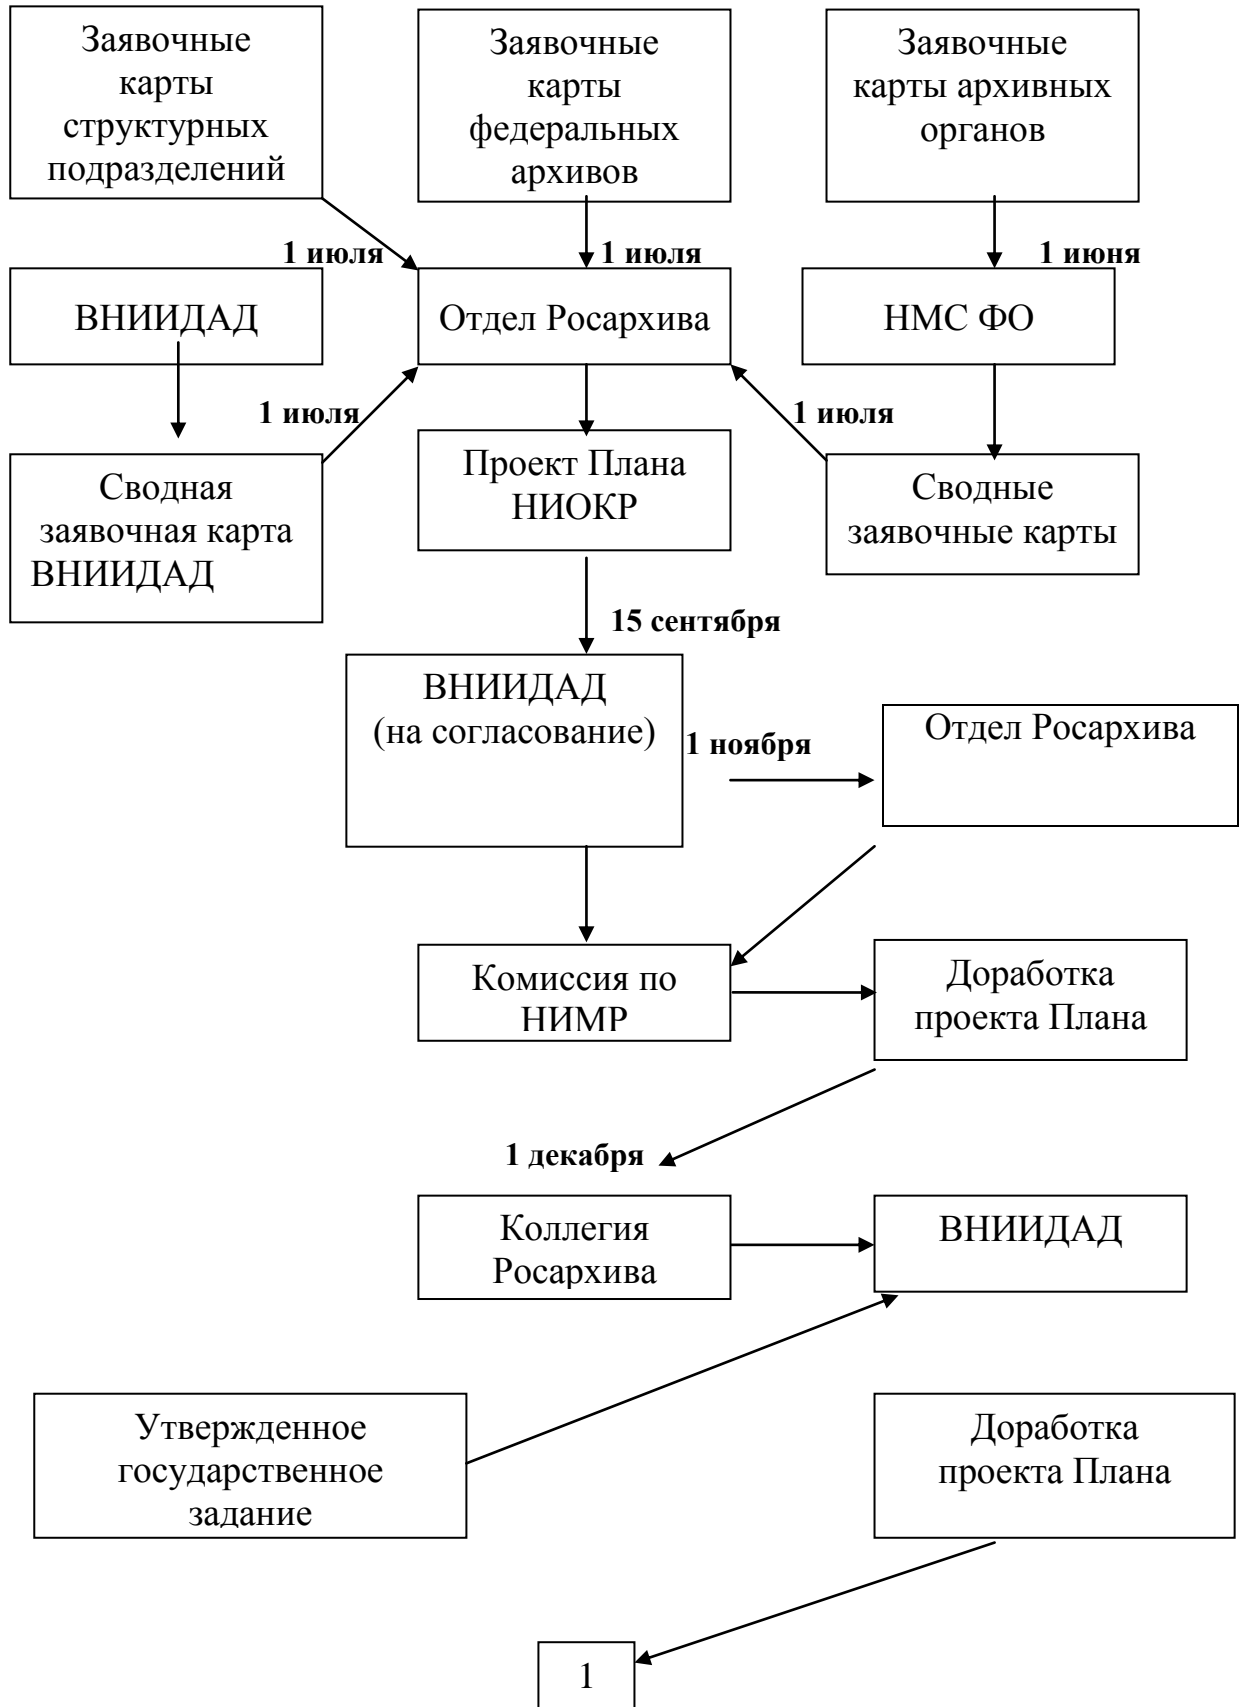 Заявочные
карты
структурных
подразделений
Заявочные
карты
федеральных
архивов
Заявочные
карты архивных
органов
1 июля
1 июля
1 июня
ВНИИДАД
Отдел Росархива
НМС ФО
1 июля
1 июля
Сводная
заявочная карта
ВНИИДАД
Проект Плана
НИОКР
Сводные
заявочные карты
15 сентября
ВНИИДАД
(на согласование)
1 ноября
Отдел Росархива
Комиссия по
НИМР
Доработка
проекта Плана
1 декабря
Коллегия
Росархива
ВНИИДАД
Утвержденное
государственное
задание
Доработка
проекта Плана
1